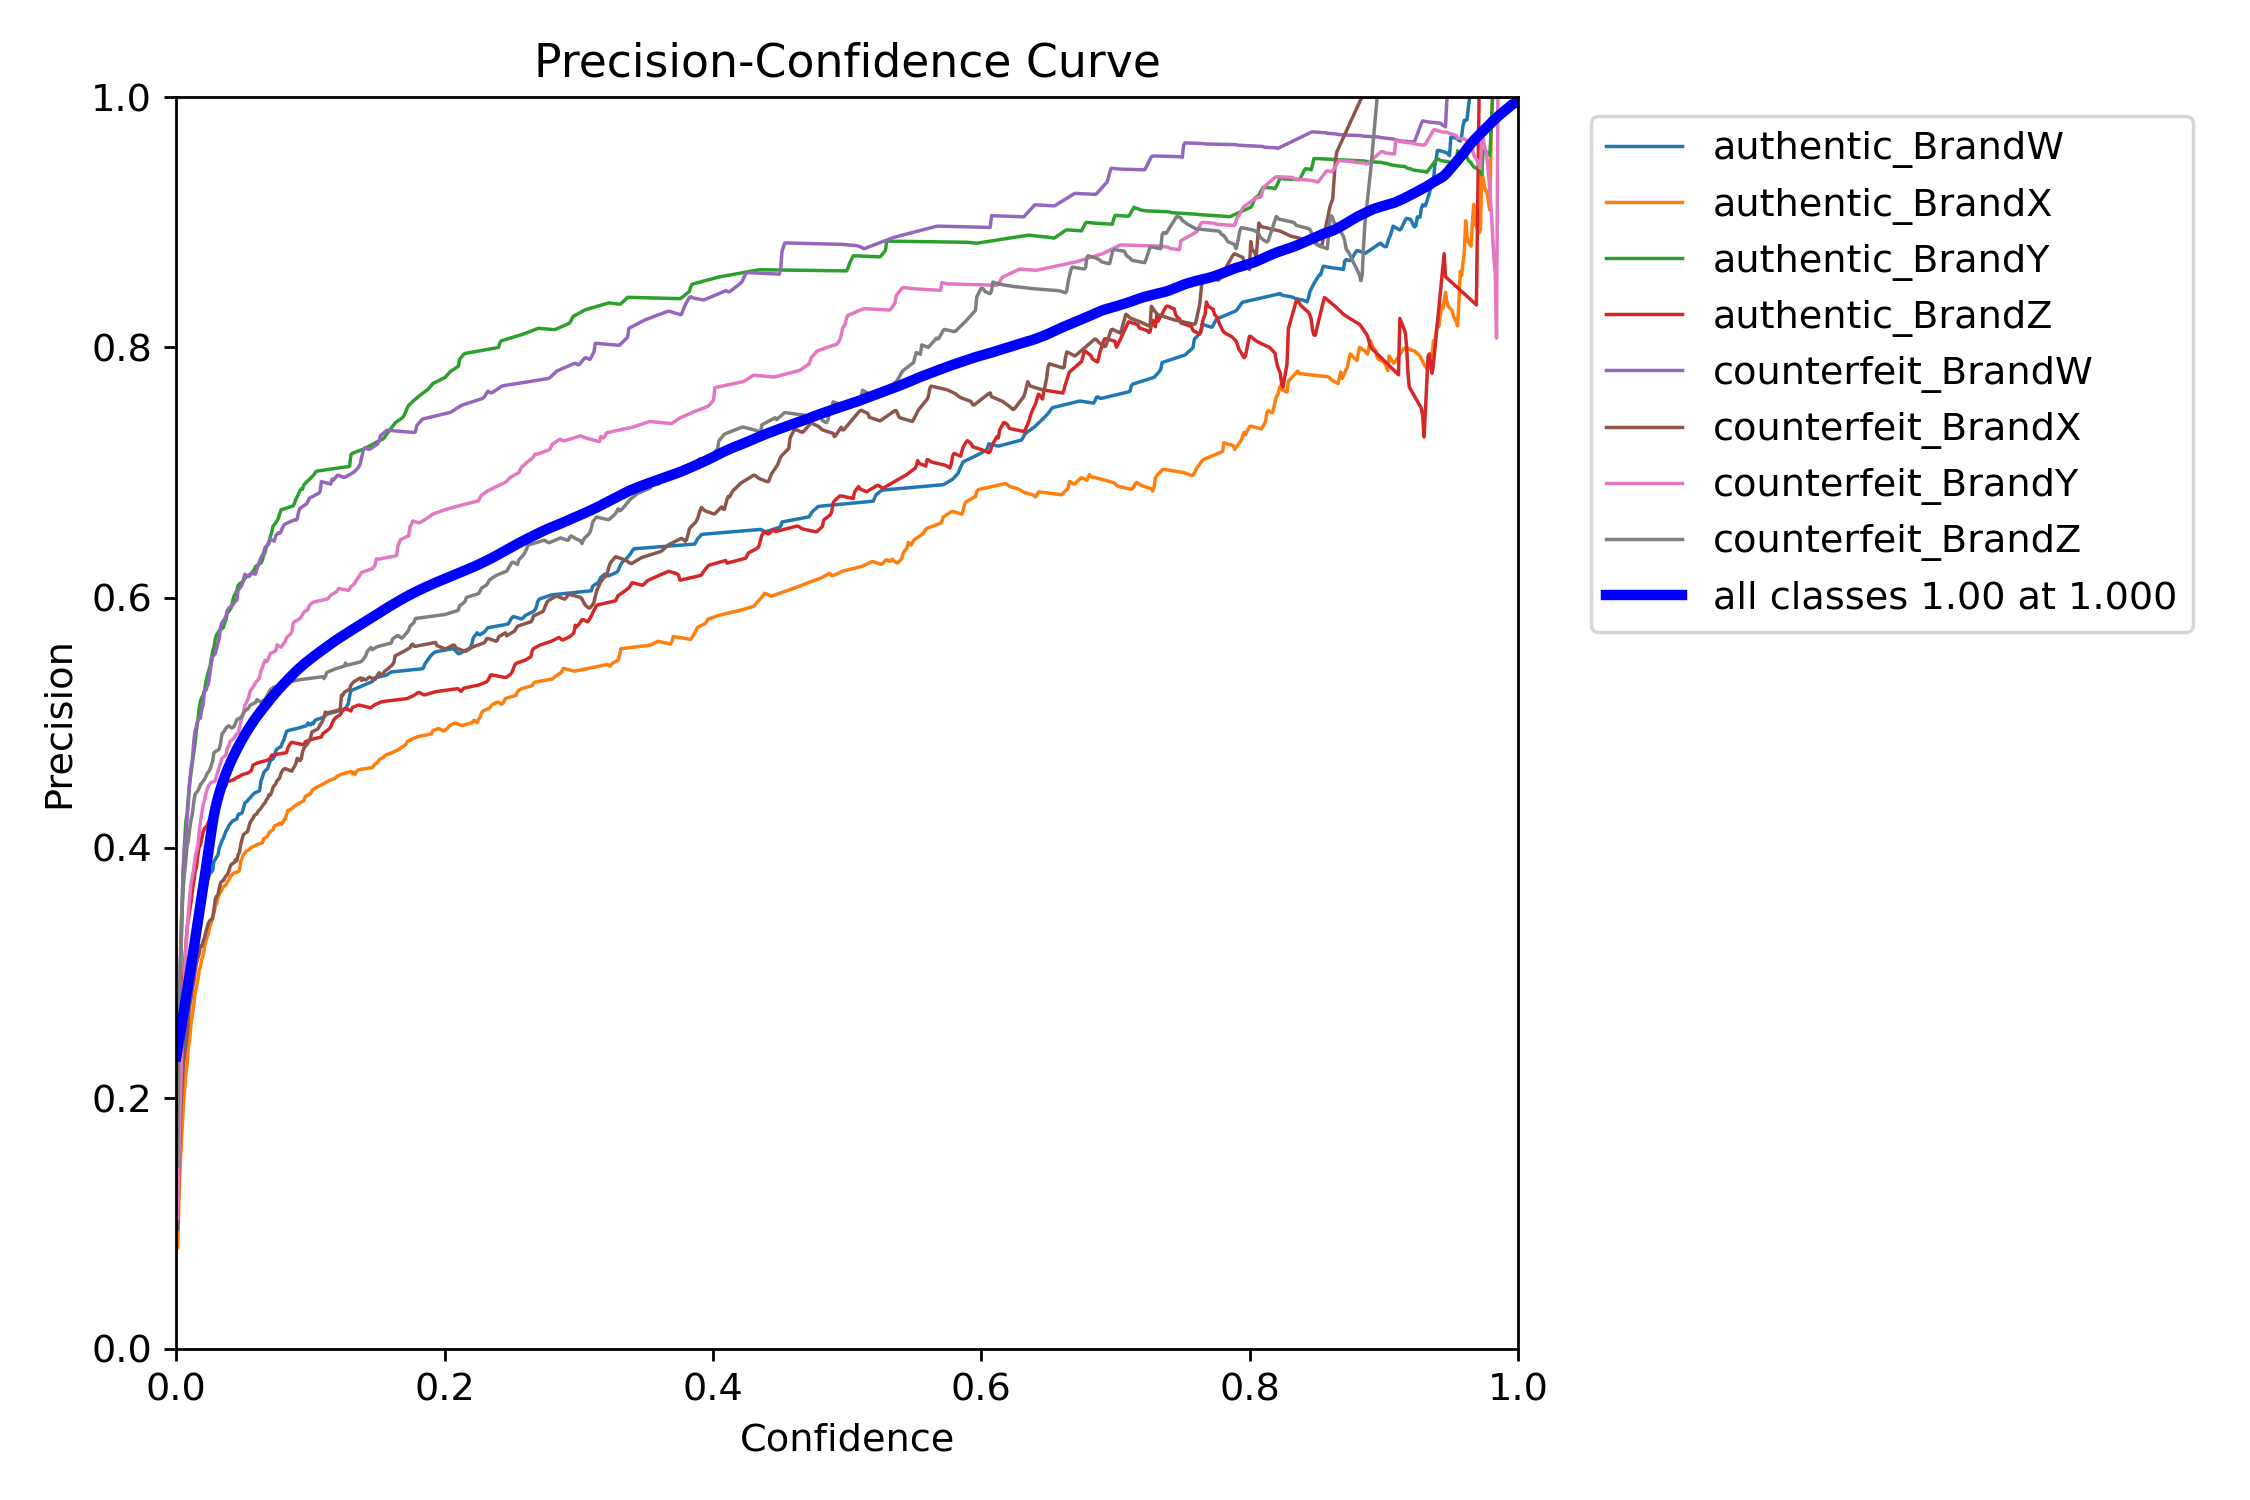 Precision-Confidence Curve
1.0
0.8
0.6
0.4
0.2
0.0
Precision
0.0 0.2 0.4 0.6 0.8 1.0
Confidence
authentic_BrandW
authentic_BrandX
authentic_BrandY
authentic_BrandZ
counterfeit_BrandW
counterfeit_BrandX
counterfeit_BrandY
counterfeit_BrandZ
all classes 1.00 at 1.000